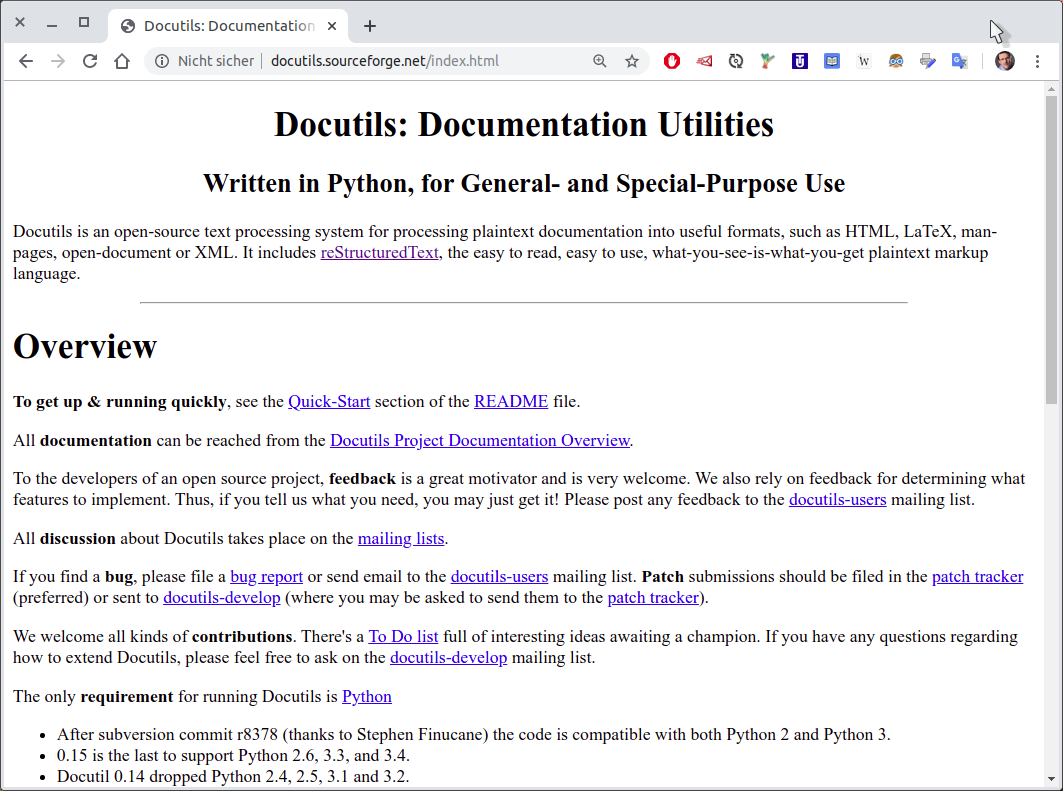 Docutils: Documentation
Nicht sicher | docutils.sourceforge.net/index.html
W
Docutils: Documentation Utilities
Written in Python, for General- and Special-Purpose Use
Docutils is an open-source text processing system for processing plaintext documentation into useful formats, such as HTML, LaTeX, man-
pages, open-document or XML. It includes reStructuredText, the easy to read, easy to use, what-you-see-is-what-you-get plaintext markup
language.
Overview
To get up & running quickly, see the Quick-Start section of the README file.
All documentation can be reached from the Docutils Project Documentation Overview.
To the developers of an open source project, feedback is a great motivator and is very welcome. We also rely on feedback for determining what
features to implement. Thus, if you tell us what you need, you may just get it! Please post any feedback to the docutils-users mailing list.
All discussion about Docutils takes place on the mailing lists.
If you find a bug, please file a bug report or send email to the docutils-users mailing list. Patch submissions should be filed in the patch tracker
(preferred) or sent to docutils-develop (where you may be asked to send them to the patch tracker).
We welcome all kinds of contributions. There's a To Do list full of interesting ideas awaiting a champion. If you have any questions regarding
how to extend Docutils, please feel free to ask on the docutils-develop mailing list.
The only requirement for running Docutils is Python
• After subversion commit r8378 (thanks to Stephen Finucane) the code is compatible with both Python 2 and Python 3.
• 0.15 is the last to support Python 2.6, 3.3, and 3.4.
• Docutil 0.14 dropped Python 2.4, 2.5, 3.1 and 3.2.